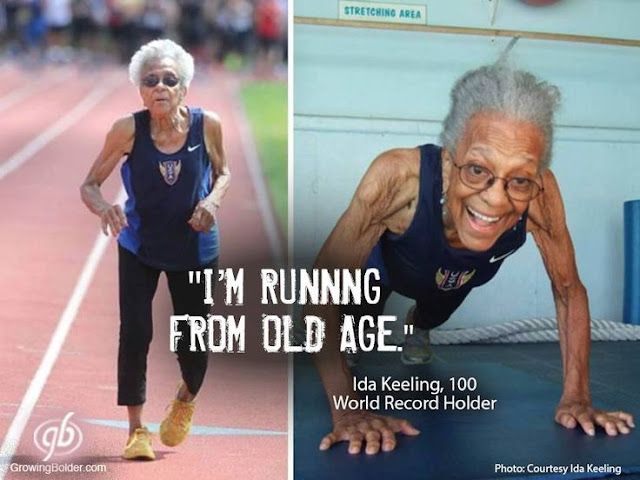 STRETCHING AREA
"I'M RUNNNG
FROM OLD AGE."
Ida Keeling, 100
World Record Holder
gb
GrowingBolder.com
Photo: Courtesy Ida Keeling